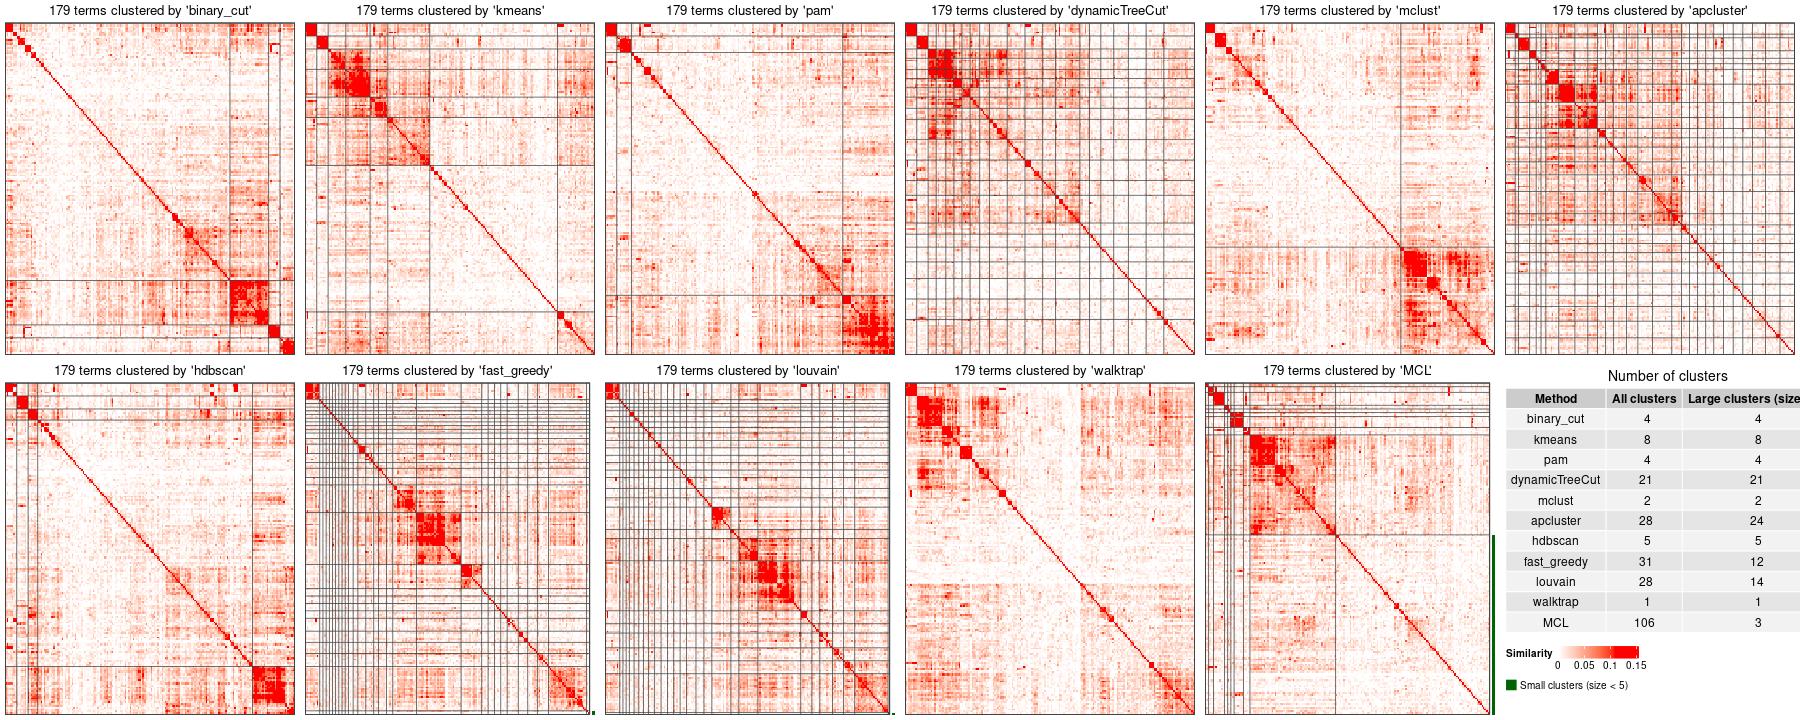 179 terms clustered by 'binary_cut'
179 terms clustered by 'kmeans'
179 terms clustered by 'pam'
179 terms clustered by 'dynamicTreeCut'
179 terms clustered by 'mclust'
179 terms clustered by 'apcluster'
179 terms clustered by 'hdbscan'
179 terms clustered by 'fast_greedy'
179 terms clustered by 'louvain'
179 terms clustered by 'walktrap'
179 terms clustered by 'MCL'
Number of clusters
Method All clusters Large clusters (size
binary_cut 4 4
kmeans 8 8
pam 4 4
dynamicTreeCut 21 21
mclust 2 2
apcluster 28 24
hdbscan 5 5
fast_greedy 31 12
louvain 28 14
walktrap 1 1
MCL 106 3
Similarity
0 0.05 0.1 0.15
Small clusters (size < 5)